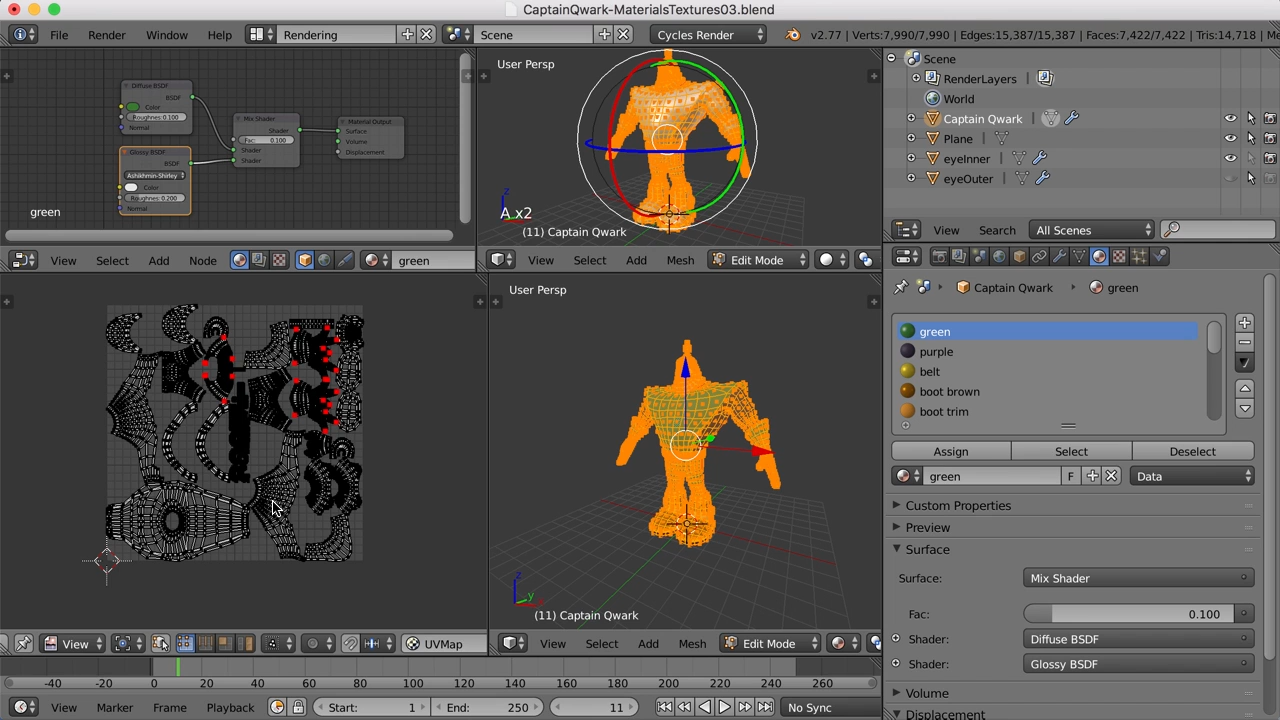 CaptainQwark-MaterialsTextures03.blend
File Render Window Help Rendering Scene Cycles Render v2.77 | Verts:7,990/7,990 | Edges:15,387/15,387 | Faces:7,422/7,422 | Tris:14,718 | Me
Diffuse BSDF
BSDF
Color
Roughness:0.100
Normal
Glossy BSDF
BSDF
Ashikhmin-Shirley
Color
Roughness:0.200
Normal
Mix Shader
Shader
Fac: 0.100
Shader
Shader
Material Output
Surface
Volume
Displacement
green
View Select Add Node green
User Persp
z
A x2
(11) Captain Qwark
View Select Add Mesh Edit Mode
Scene
RenderLayers
World
Captain Qwark
Plane
eyeInner
eyeOuter
View Search All Scenes
Captain Qwark green
green
purple
belt
boot brown
boot trim
Assign Select Deselect
green F Data
Custom Properties
Preview
Surface
Surface: Mix Shader
Fac: 0.100
Shader: Diffuse BSDF
Shader: Glossy BSDF
Volume
Displacement
View UVMap
User Persp
z
y
(11) Captain Qwark
View Select Add Mesh Edit Mode
-40 -20 0 20 40 60 80 100 120 140 160 180 200 220 240 260
View Marker Frame Playback Start: 1 End: 250 11 No Sync